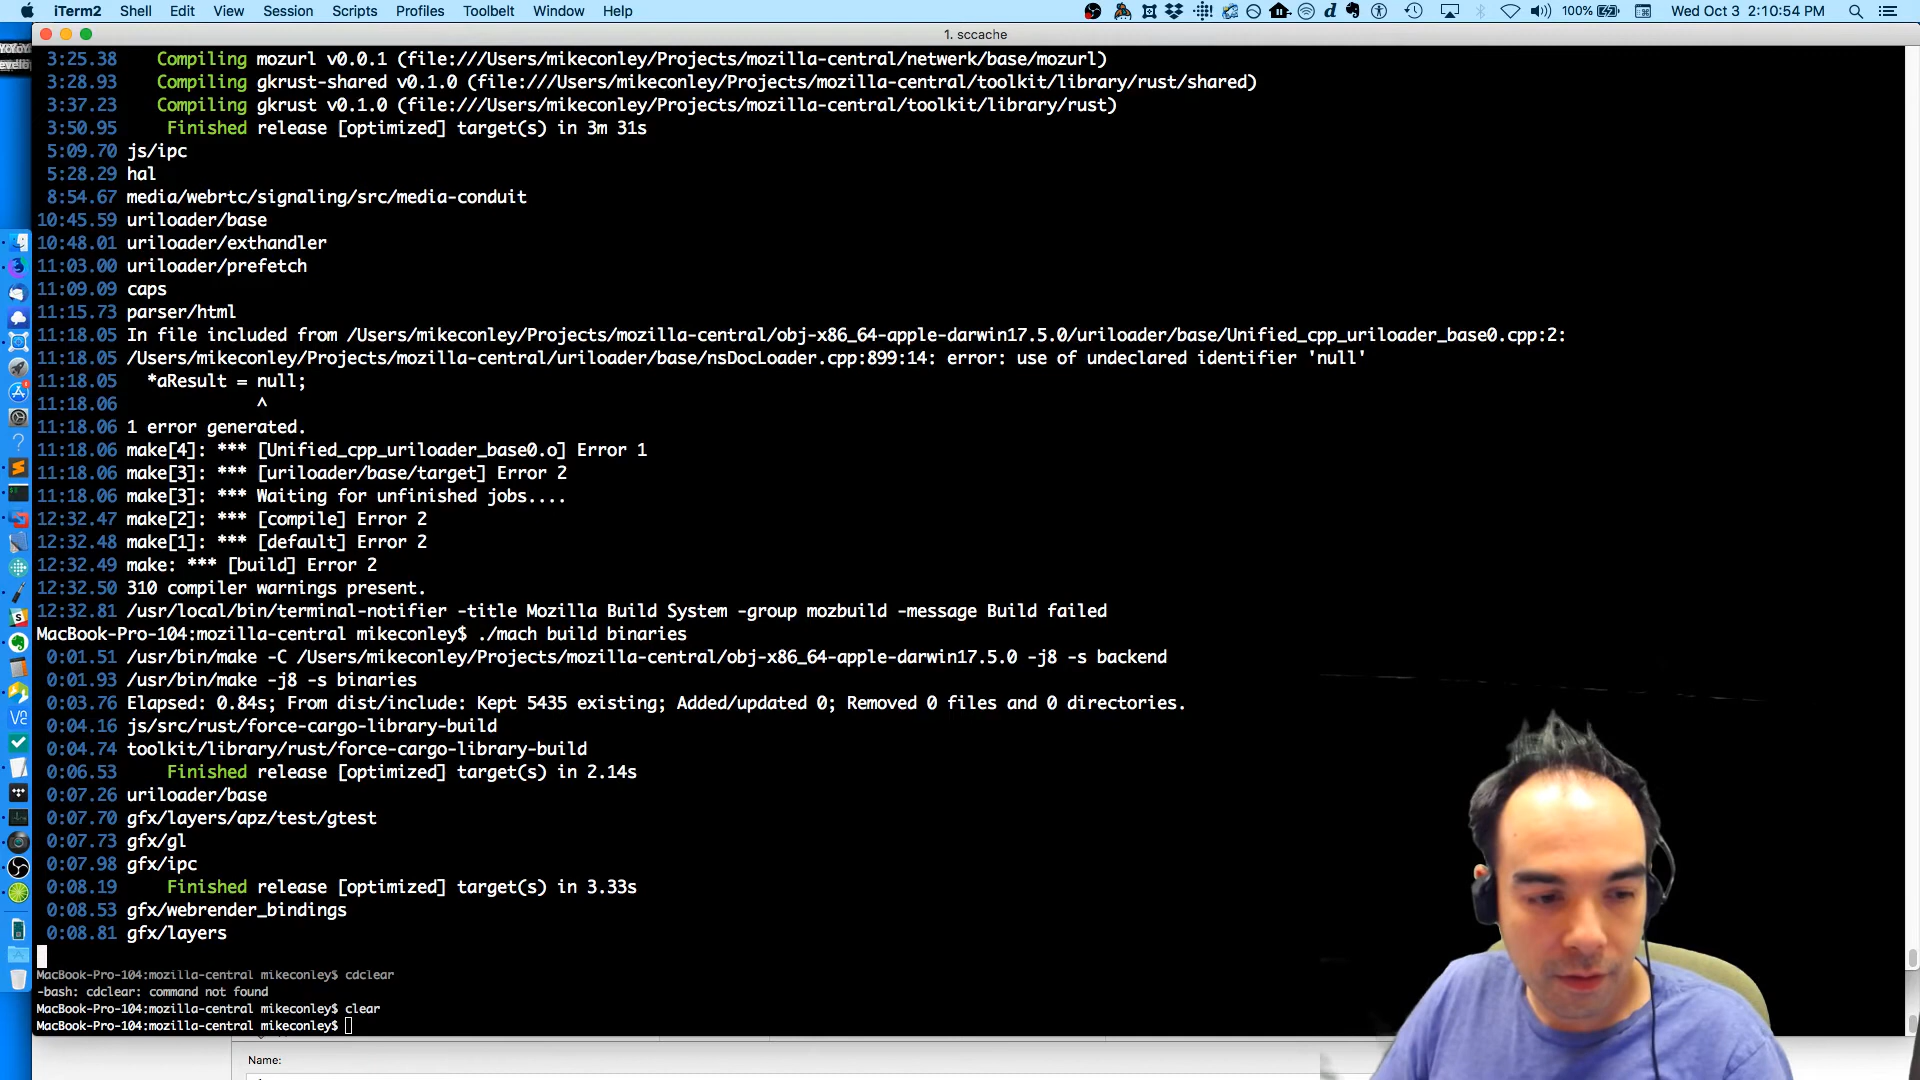 iTerm2 Shell Edit View Session Scripts Profiles Toolbelt Window Help 100% Wed Oct 3 2:10:54 PM
1. sccache
3:25.38 Compiling mozurl v0.0.1 (file:///Users/mikeconley/Projects/mozilla-central/netwerk/base/mozurl)
3:28.93 Compiling gkrust-shared v0.1.0 (file:///Users/mikeconley/Projects/mozilla-central/toolkit/library/rust/shared)
3:37.23 Compiling gkrust v0.1.0 (file:///Users/mikeconley/Projects/mozilla-central/toolkit/library/rust)
3:50.95 Finished release [optimized] target(s) in 3m 31s
5:09.70 js/ipc
5:28.29 hal
8:54.67 media/webrtc/signaling/src/media-conduit
10:45.59 uriloader/base
10:48.01 uriloader/exthandler
11:03.00 uriloader/prefetch
11:09.09 caps
11:15.73 parser/html
11:18.05 In file included from /Users/mikeconley/Projects/mozilla-central/obj-x86_64-apple-darwin17.5.0/uriloader/base/Unified_cpp_uriloader_base0.cpp:2:
11:18.05 /Users/mikeconley/Projects/mozilla-central/uriloader/base/nsDocLoader.cpp:899:14: error: use of undeclared identifier 'null'
11:18.05 *aResult = null;
11:18.06 ^
11:18.06 1 error generated.
11:18.06 make[4]: *** [Unified_cpp_uriloader_base0.o] Error 1
11:18.06 make[3]: *** [uriloader/base/target] Error 2
11:18.06 make[3]: *** Waiting for unfinished jobs....
12:32.47 make[2]: *** [compile] Error 2
12:32.48 make[1]: *** [default] Error 2
12:32.49 make: *** [build] Error 2
12:32.50 310 compiler warnings present.
12:32.81 /usr/local/bin/terminal-notifier -title Mozilla Build System -group mozbuild -message Build failed
MacBook-Pro-104:mozilla-central mikeconley$ ./mach build binaries
0:01.51 /usr/bin/make -C /Users/mikeconley/Projects/mozilla-central/obj-x86_64-apple-darwin17.5.0 -j8 -s backend
0:01.93 /usr/bin/make -j8 -s binaries
0:03.76 Elapsed: 0.84s; From dist/include: Kept 5435 existing; Added/updated 0; Removed 0 files and 0 directories.
0:04.16 js/src/rust/force-cargo-library-build
0:04.74 toolkit/library/rust/force-cargo-library-build
0:06.53 Finished release [optimized] target(s) in 2.14s
0:07.26 uriloader/base
0:07.70 gfx/layers/apz/test/gtest
0:07.73 gfx/gl
0:07.98 gfx/ipc
0:08.19 Finished release [optimized] target(s) in 3.33s
0:08.53 gfx/webrender_bindings
0:08.81 gfx/layers
MacBook-Pro-104:mozilla-central mikeconley$ cdclear
-bash: cdclear: command not found
MacBook-Pro-104:mozilla-central mikeconley$ clear
MacBook-Pro-104:mozilla-central mikeconley$
Name: